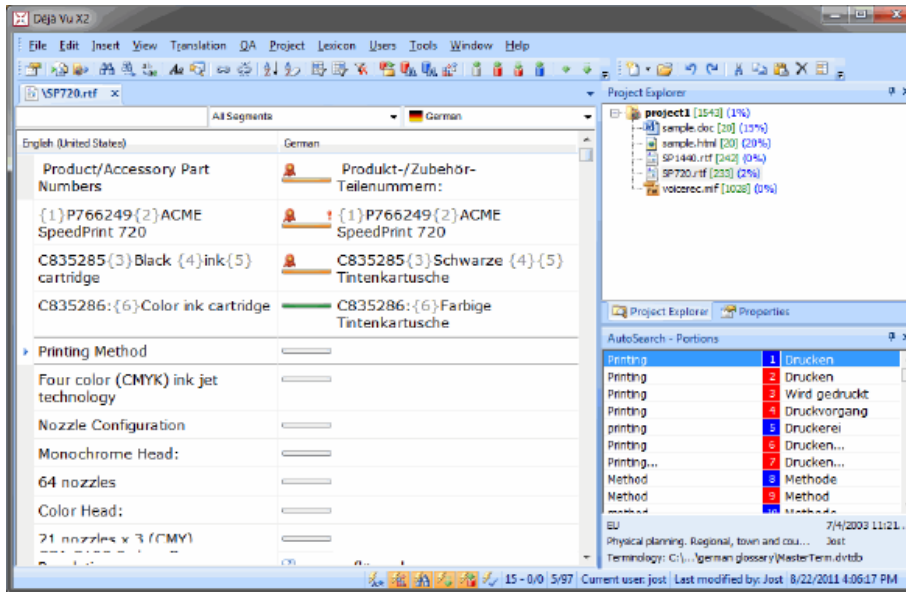 Déjà Vu X2
File Edit Insert View Translation QA Project Lexicon Users Tools Window Help
\SP720.rtf x
All Segments German
English (United States) German
Product/Accessory Part Numbers
Produkt-/Zubehör-Teilenummern:
{1}P766249{2}ACME SpeedPrint 720
{1}P766249{2}ACME SpeedPrint 720
C835285{3}Black {4}ink{5} cartridge
C835285{3}Schwarze {4}{5} Tintenkartusche
C835286:{6}Color ink cartridge
C835286:{6}Farbige Tintenkartusche
Printing Method
Four color (CMYK) ink jet technology
Nozzle Configuration
Monochrome Head:
64 nozzles
Color Head:
21 nozzles x 3 (CMY)
Project Explorer
project1 [1543] (1%)
sample.doc [20] (15%)
sample.html [20] (20%)
SP1440.rtf [242] (0%)
SP720.rtf [233] (2%)
voicerec.mif [1028] (0%)
Project Explorer Properties
AutoSearch - Portions
Printing 1 Drucken
Printing 2 Drucken
Printing 3 Wird gedruckt
Printing 4 Druckvorgang
printing 5 Druckerei
Printing 6 Drucken...
Printing... 7 Drucken...
Method 8 Methode
Method 9 Method
method 10 Methode
EU 7/4/2003 11:21...
Physical planning. Regional, town and cou... Jost
Terminology: C:\...\german glossary\MasterTerm.dvtdb
15 - 0/0 5/97 Current user: jost Last modified by: Jost 8/22/2011 4:06:17 PM